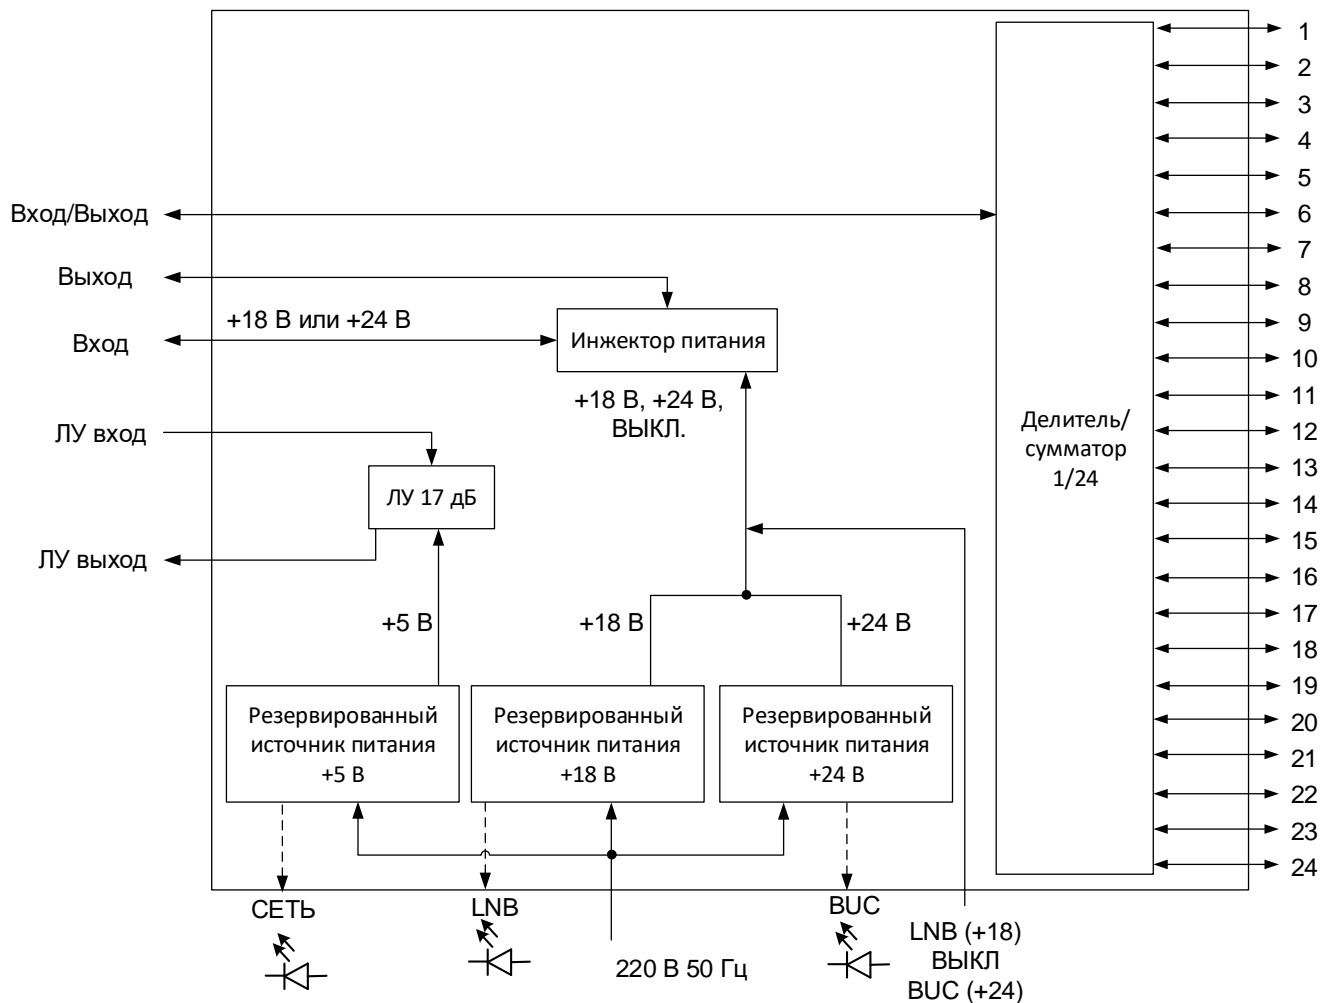 1
2
3
4
5
Вход/Выход
6
7
Выход
8
+18 В или +24 В
9
Вход
Инжектор питания
10
+18 В, +24 В,
ВЫКЛ.
11
ЛУ вход
12
Делитель/
сумматор
1/24
13
ЛУ 17 дБ
14
15
ЛУ выход
16
17
+5 В
+18 В
+24 В
18
19
Резервированный
источник питания
+5 В
Резервированный
источник питания
+18 В
Резервированный
источник питания
+24 В
20
21
22
23
24
СЕТЬ
LNB
BUC
220 В 50 Гц
LNB (+18)
ВЫКЛ
BUC (+24)